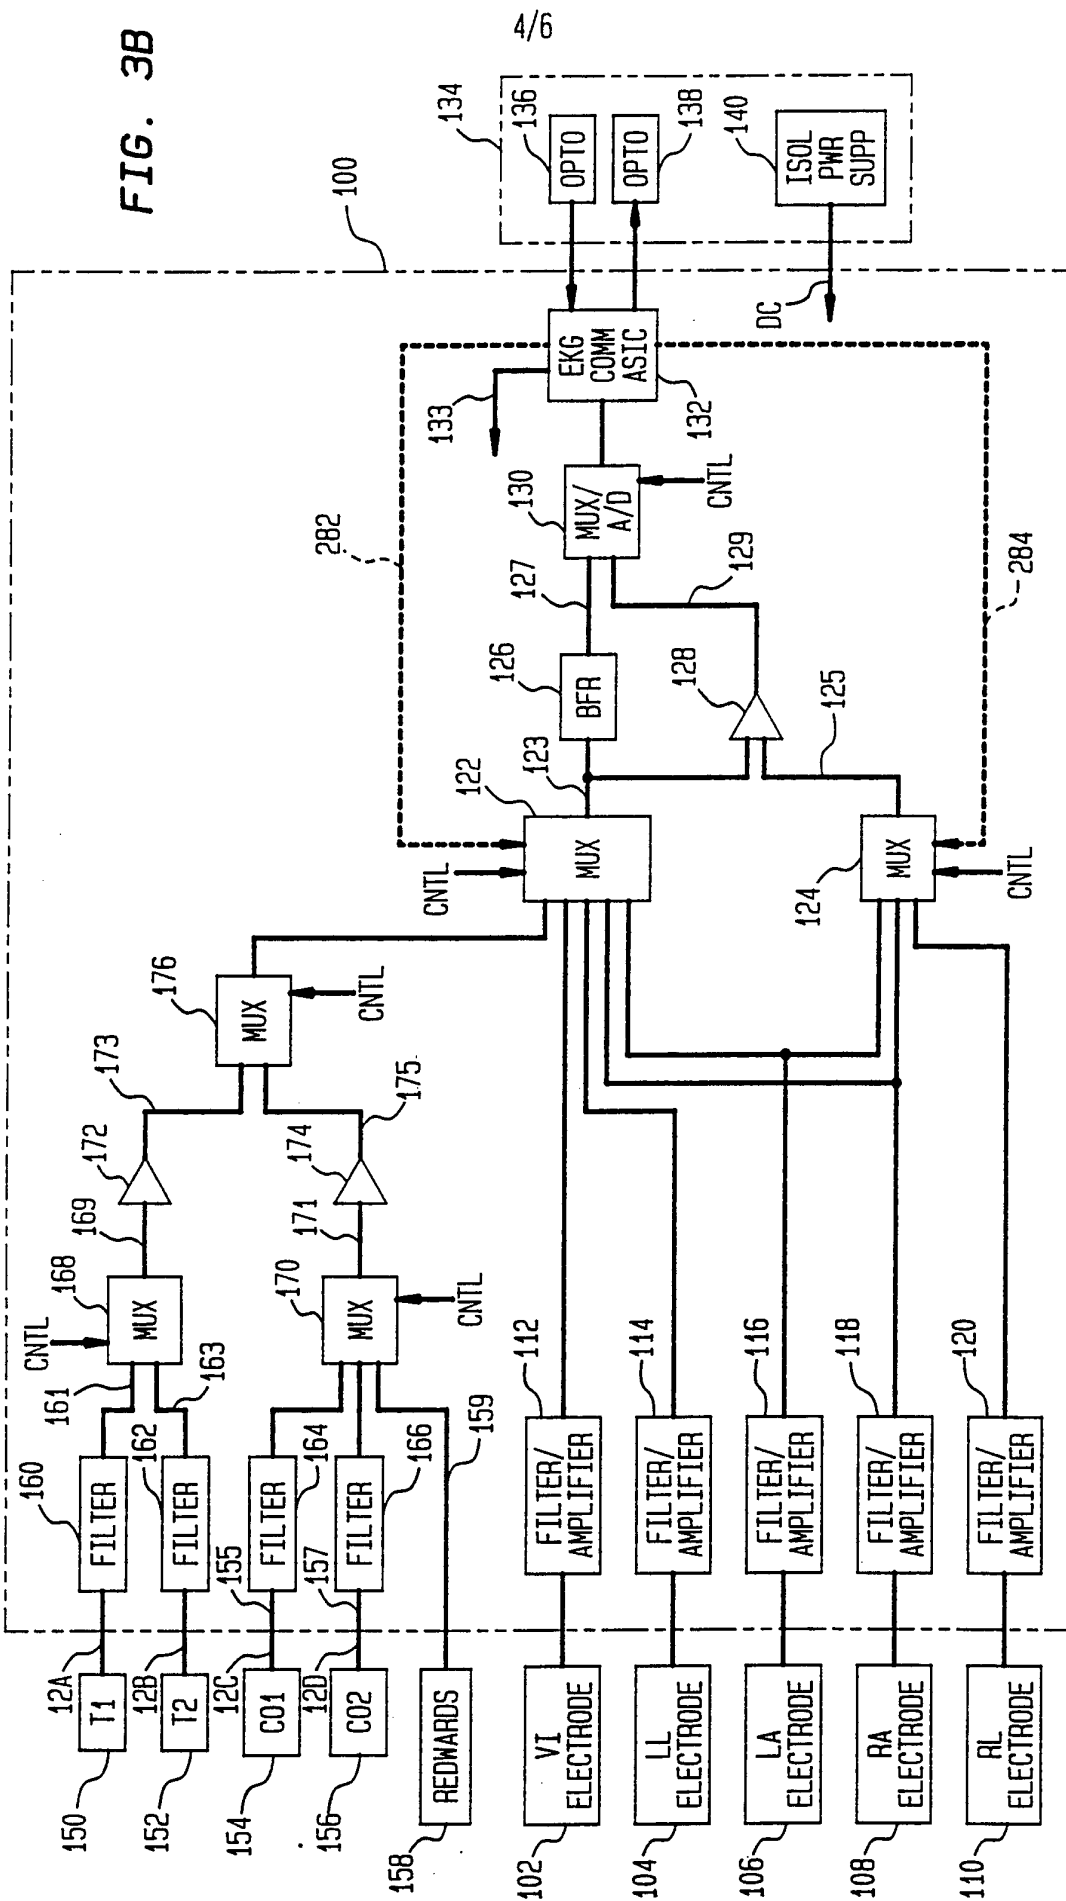 4/6
FIG. 3B
100
134
136
OPTO
138
OPTO
140
ISOL
PWR
SUPP
DC
EKG
COMM
ASIC
132
133
282
284
130
MUX/
A/D
CNTL
127
129
126
BFR
128
125
123
122
MUX
CNTL
124
MUX
CNTL
176
MUX
CNTL
173
175
172
174
169
171
168
MUX
CNTL
170
MUX
CNTL
161
163
159
160
FILTER
162
FILTER
164
FILTER
166
FILTER
155
157
12A
12B
12C
12D
T1
150
T2
152
CO1
154
CO2
156
REDWARDS
158
112
FILTER/
AMPLIFIER
114
FILTER/
AMPLIFIER
116
FILTER/
AMPLIFIER
118
FILTER/
AMPLIFIER
120
FILTER/
AMPLIFIER
VI
ELECTRODE
102
LL
ELECTRODE
104
LA
ELECTRODE
106
RA
ELECTRODE
108
RL
ELECTRODE
110